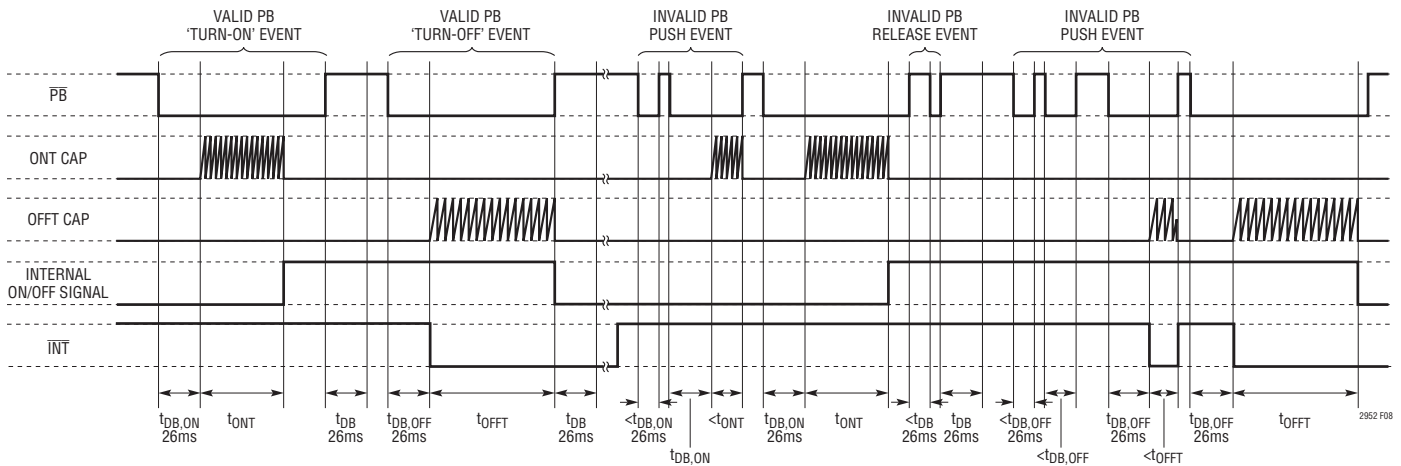 VALID PB
'TURN-ON' EVENT
VALID PB
'TURN-OFF' EVENT
INVALID PB
PUSH EVENT
INVALID PB
RELEASE EVENT
INVALID PB
PUSH EVENT
PB
ONT CAP
OFFT CAP
INTERNAL
ON/OFF SIGNAL
INT
tDB,ON
26ms
tONT
tDB
26ms
tDB,OFF
26ms
tOFFT
tDB
26ms
<tDB,ON
26ms
tDB,ON
<tONT
tDB,ON
26ms
tONT
<tDB
26ms
tDB
26ms
<tDB,OFF
26ms
<tDB,OFF
tDB,OFF
26ms
<tOFFT
tDB,OFF
26ms
tOFFT
2952 F08